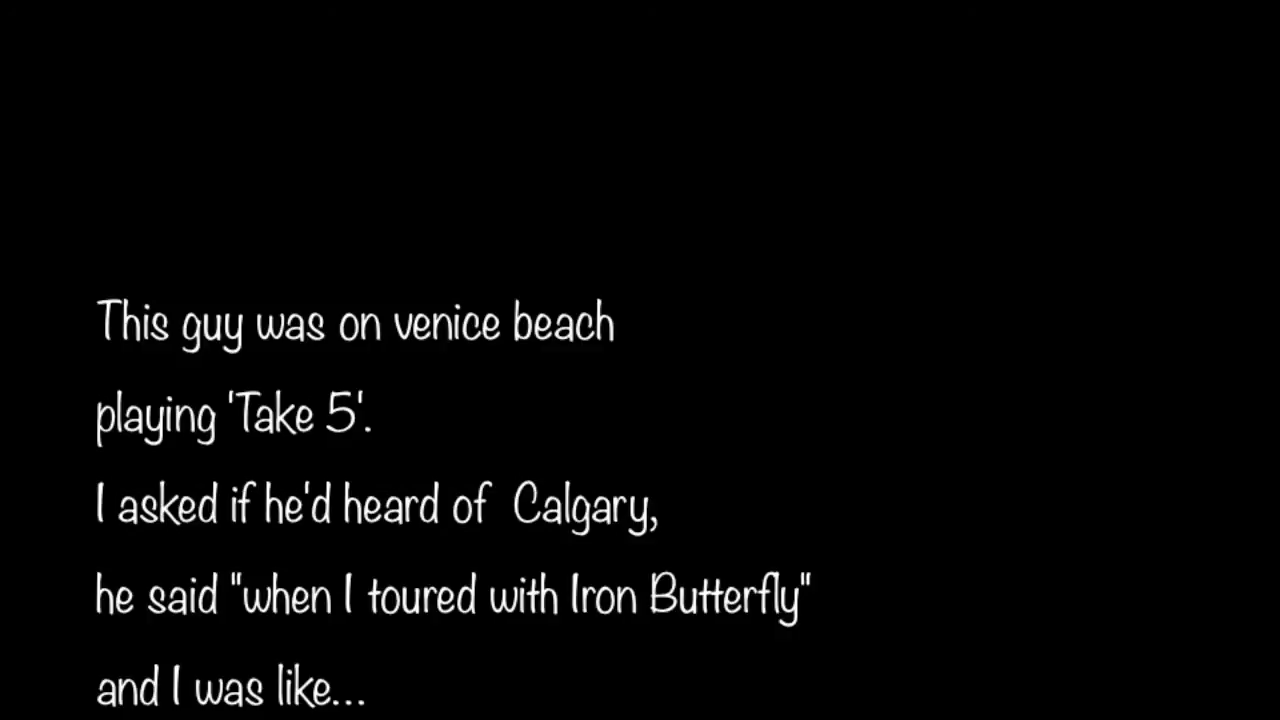 This guy was on venice beach
playing 'Take 5'.
I asked if he'd heard of  Calgary,
he said "when I toured with Iron Butterfly"
and I was like...